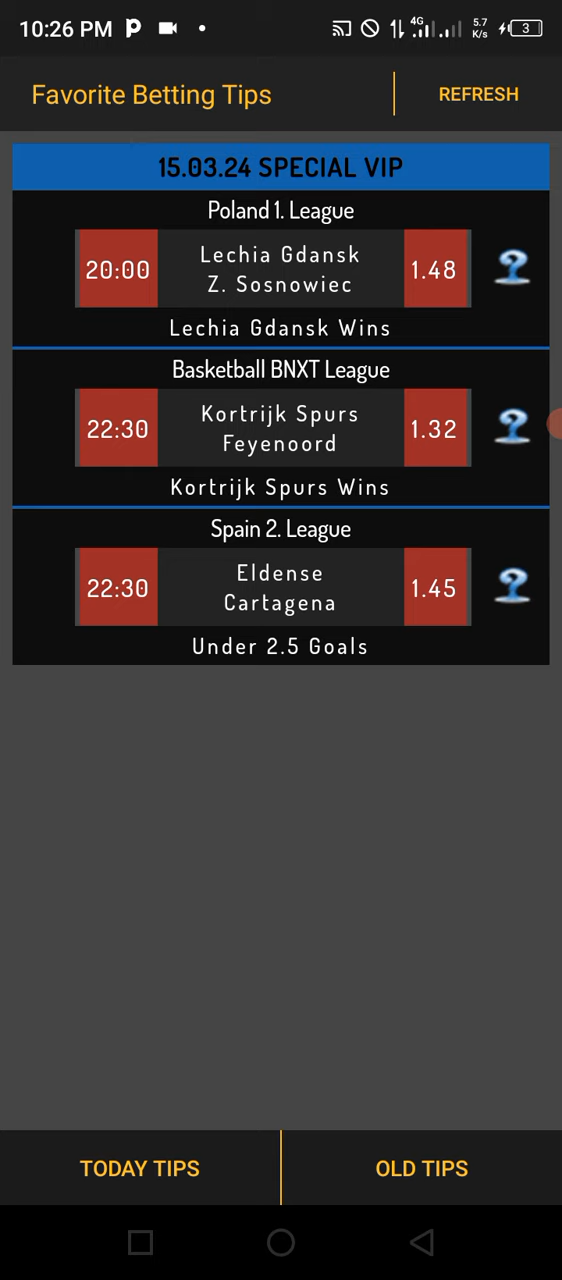 10:26 PM
4G
5.7 K/s
3
Favorite Betting Tips
REFRESH
15.03.24 SPECIAL VIP
Poland 1. League
20:00
Lechia Gdansk
Z. Sosnowiec
1.48
Lechia Gdansk Wins
Basketball BNXT League
22:30
Kortrijk Spurs
Feyenoord
1.32
Kortrijk Spurs Wins
Spain 2. League
22:30
Eldense
Cartagena
1.45
Under 2.5 Goals
TODAY TIPS
OLD TIPS